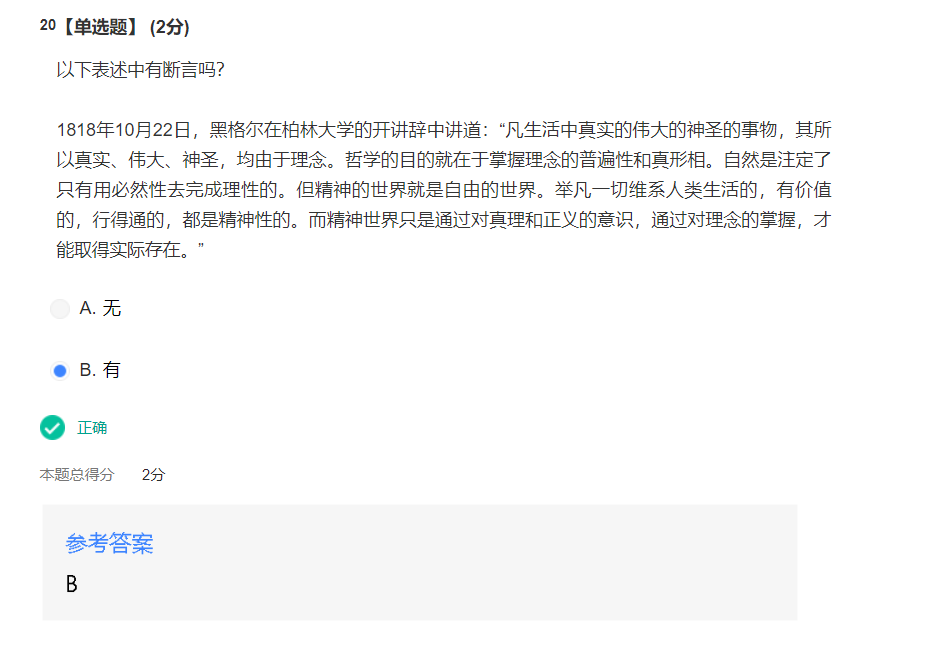 20【单选题】 (2分)
以下表述中有断言吗?
1818年10月22日，黑格尔在柏林大学的开讲辞中讲道：“凡生活中真实的伟大的神圣的事物，其所
以真实、伟大、神圣，均由于理念。哲学的目的就在于掌握理念的普遍性和真形相。自然是注定了
只有用必然性去完成理性的。但精神的世界就是自由的世界。举凡一切维系人类生活的，有价值
的，行得通的，都是精神性的。而精神世界只是通过对真理和正义的意识，通过对理念的掌握，才
能取得实际存在。”
A. 无
B. 有
正确
本题总得分 2分
参考答案
B